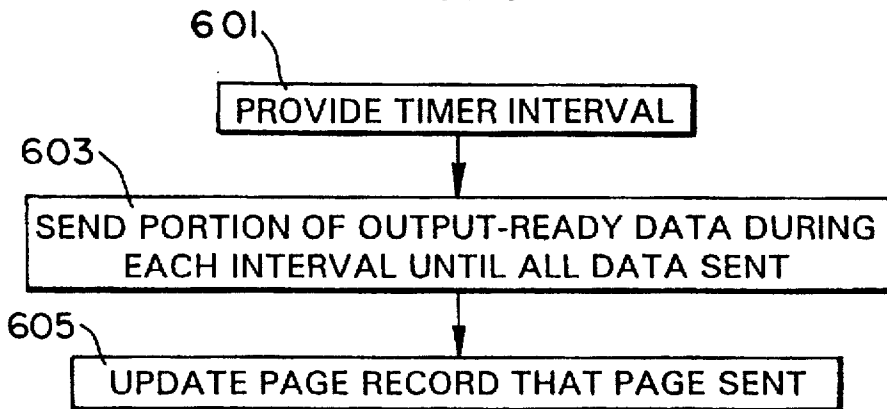 601
PROVIDE TIMER INTERVAL
603
SEND PORTION OF OUTPUT-READY DATA DURING
EACH INTERVAL UNTIL ALL DATA SENT
605
UPDATE PAGE RECORD THAT PAGE SENT